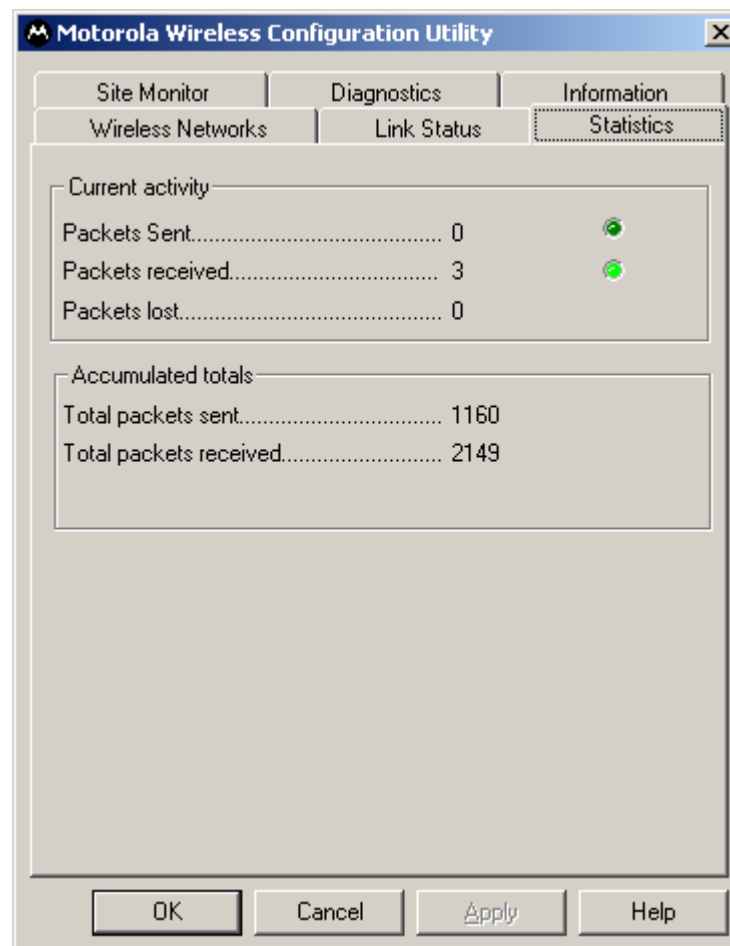 Motorola Wireless Configuration Utility
Site Monitor Diagnostics Information
Wireless Networks Link Status Statistics
Current activity
Packets Sent............................................ 0
Packets received..................................... 3
Packets lost.............................................. 0
Accumulated totals
Total packets sent................................... 1160
Total packets received............................ 2149
OK Cancel Apply Help